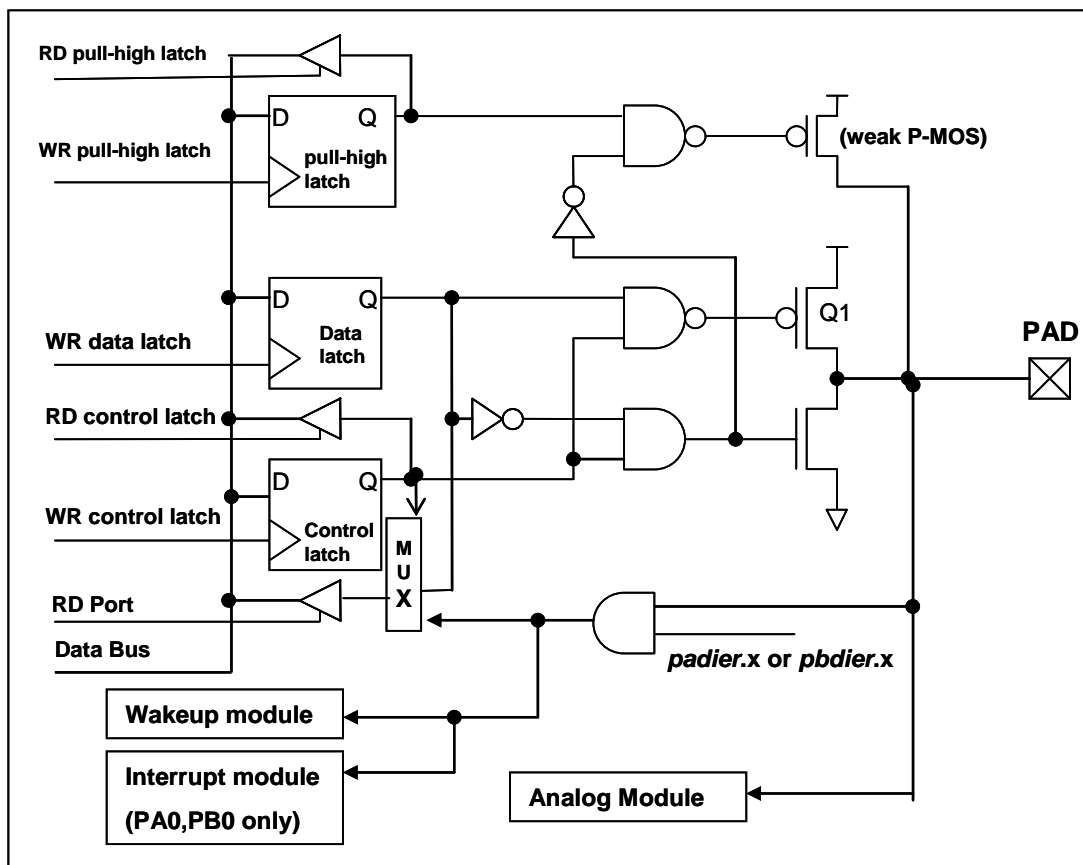 RD pull-high latch
D
Q
WR pull-high latch
pull-high
latch
(weak P-MOS)
D
Q
Data
latch
WR data latch
Q1
PAD
RD control latch
D
Q
WR control latch
Control
latch
M
U
X
RD Port
Data Bus
padier.x or pbdier.x
Wakeup module
Interrupt module
(PA0,PB0 only)
Analog Module